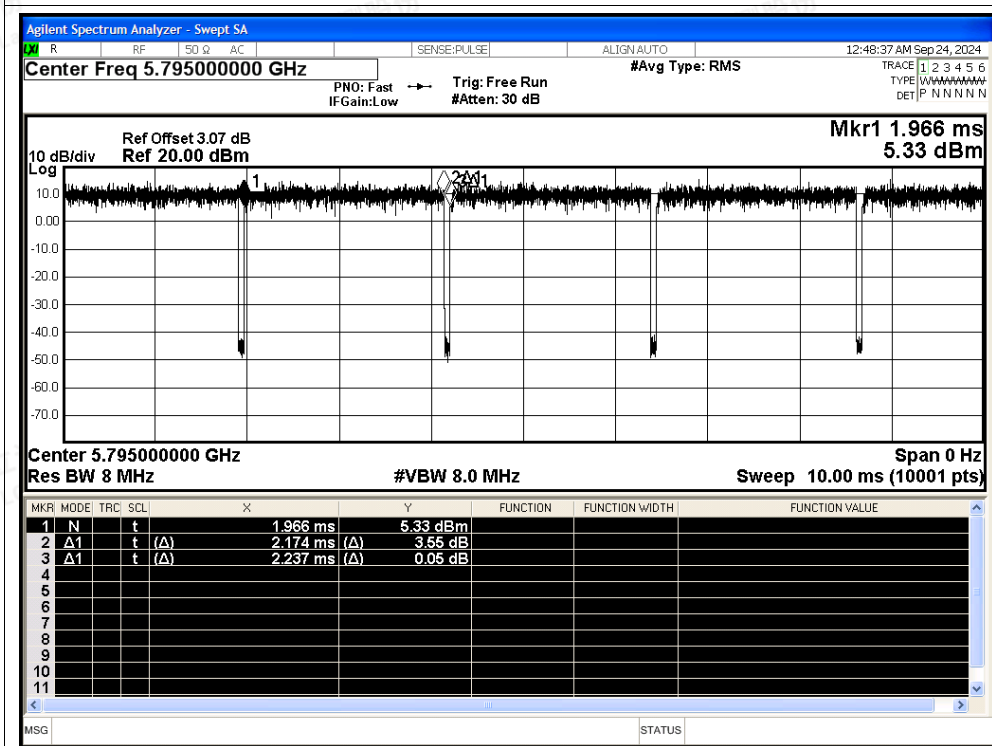 Agilent Spectrum Analyzer - Swept SA
LXI R RF 50 Ω AC SENSE:PULSE ALIGN AUTO 12:48:37 AM Sep 24, 2024
Center Freq 5.795000000 GHz #Avg Type: RMS TRACE 1 2 3 4 5 6
PNO: Fast Trig: Free Run TYPE WWWWWW
IFGain:Low #Atten: 30 dB DET P N N N N N
Mkr1 1.966 ms
5.33 dBm
Ref Offset 3.07 dB
10 dB/div Ref 20.00 dBm
Log
1 2Δ1
10.0
0.00
-10.0
-20.0
-30.0
-40.0
-50.0
-60.0
-70.0
Center 5.795000000 GHz Span 0 Hz
Res BW 8 MHz #VBW 8.0 MHz Sweep 10.00 ms (10001 pts)
MKR MODE TRC SCL X Y FUNCTION FUNCTION WIDTH FUNCTION VALUE
1 N t 1.966 ms 5.33 dBm
2 Δ1 t (Δ) 2.174 ms (Δ) 3.55 dB
3 Δ1 t (Δ) 2.237 ms (Δ) 0.05 dB
4
5
6
7
8
9
10
11
MSG STATUS